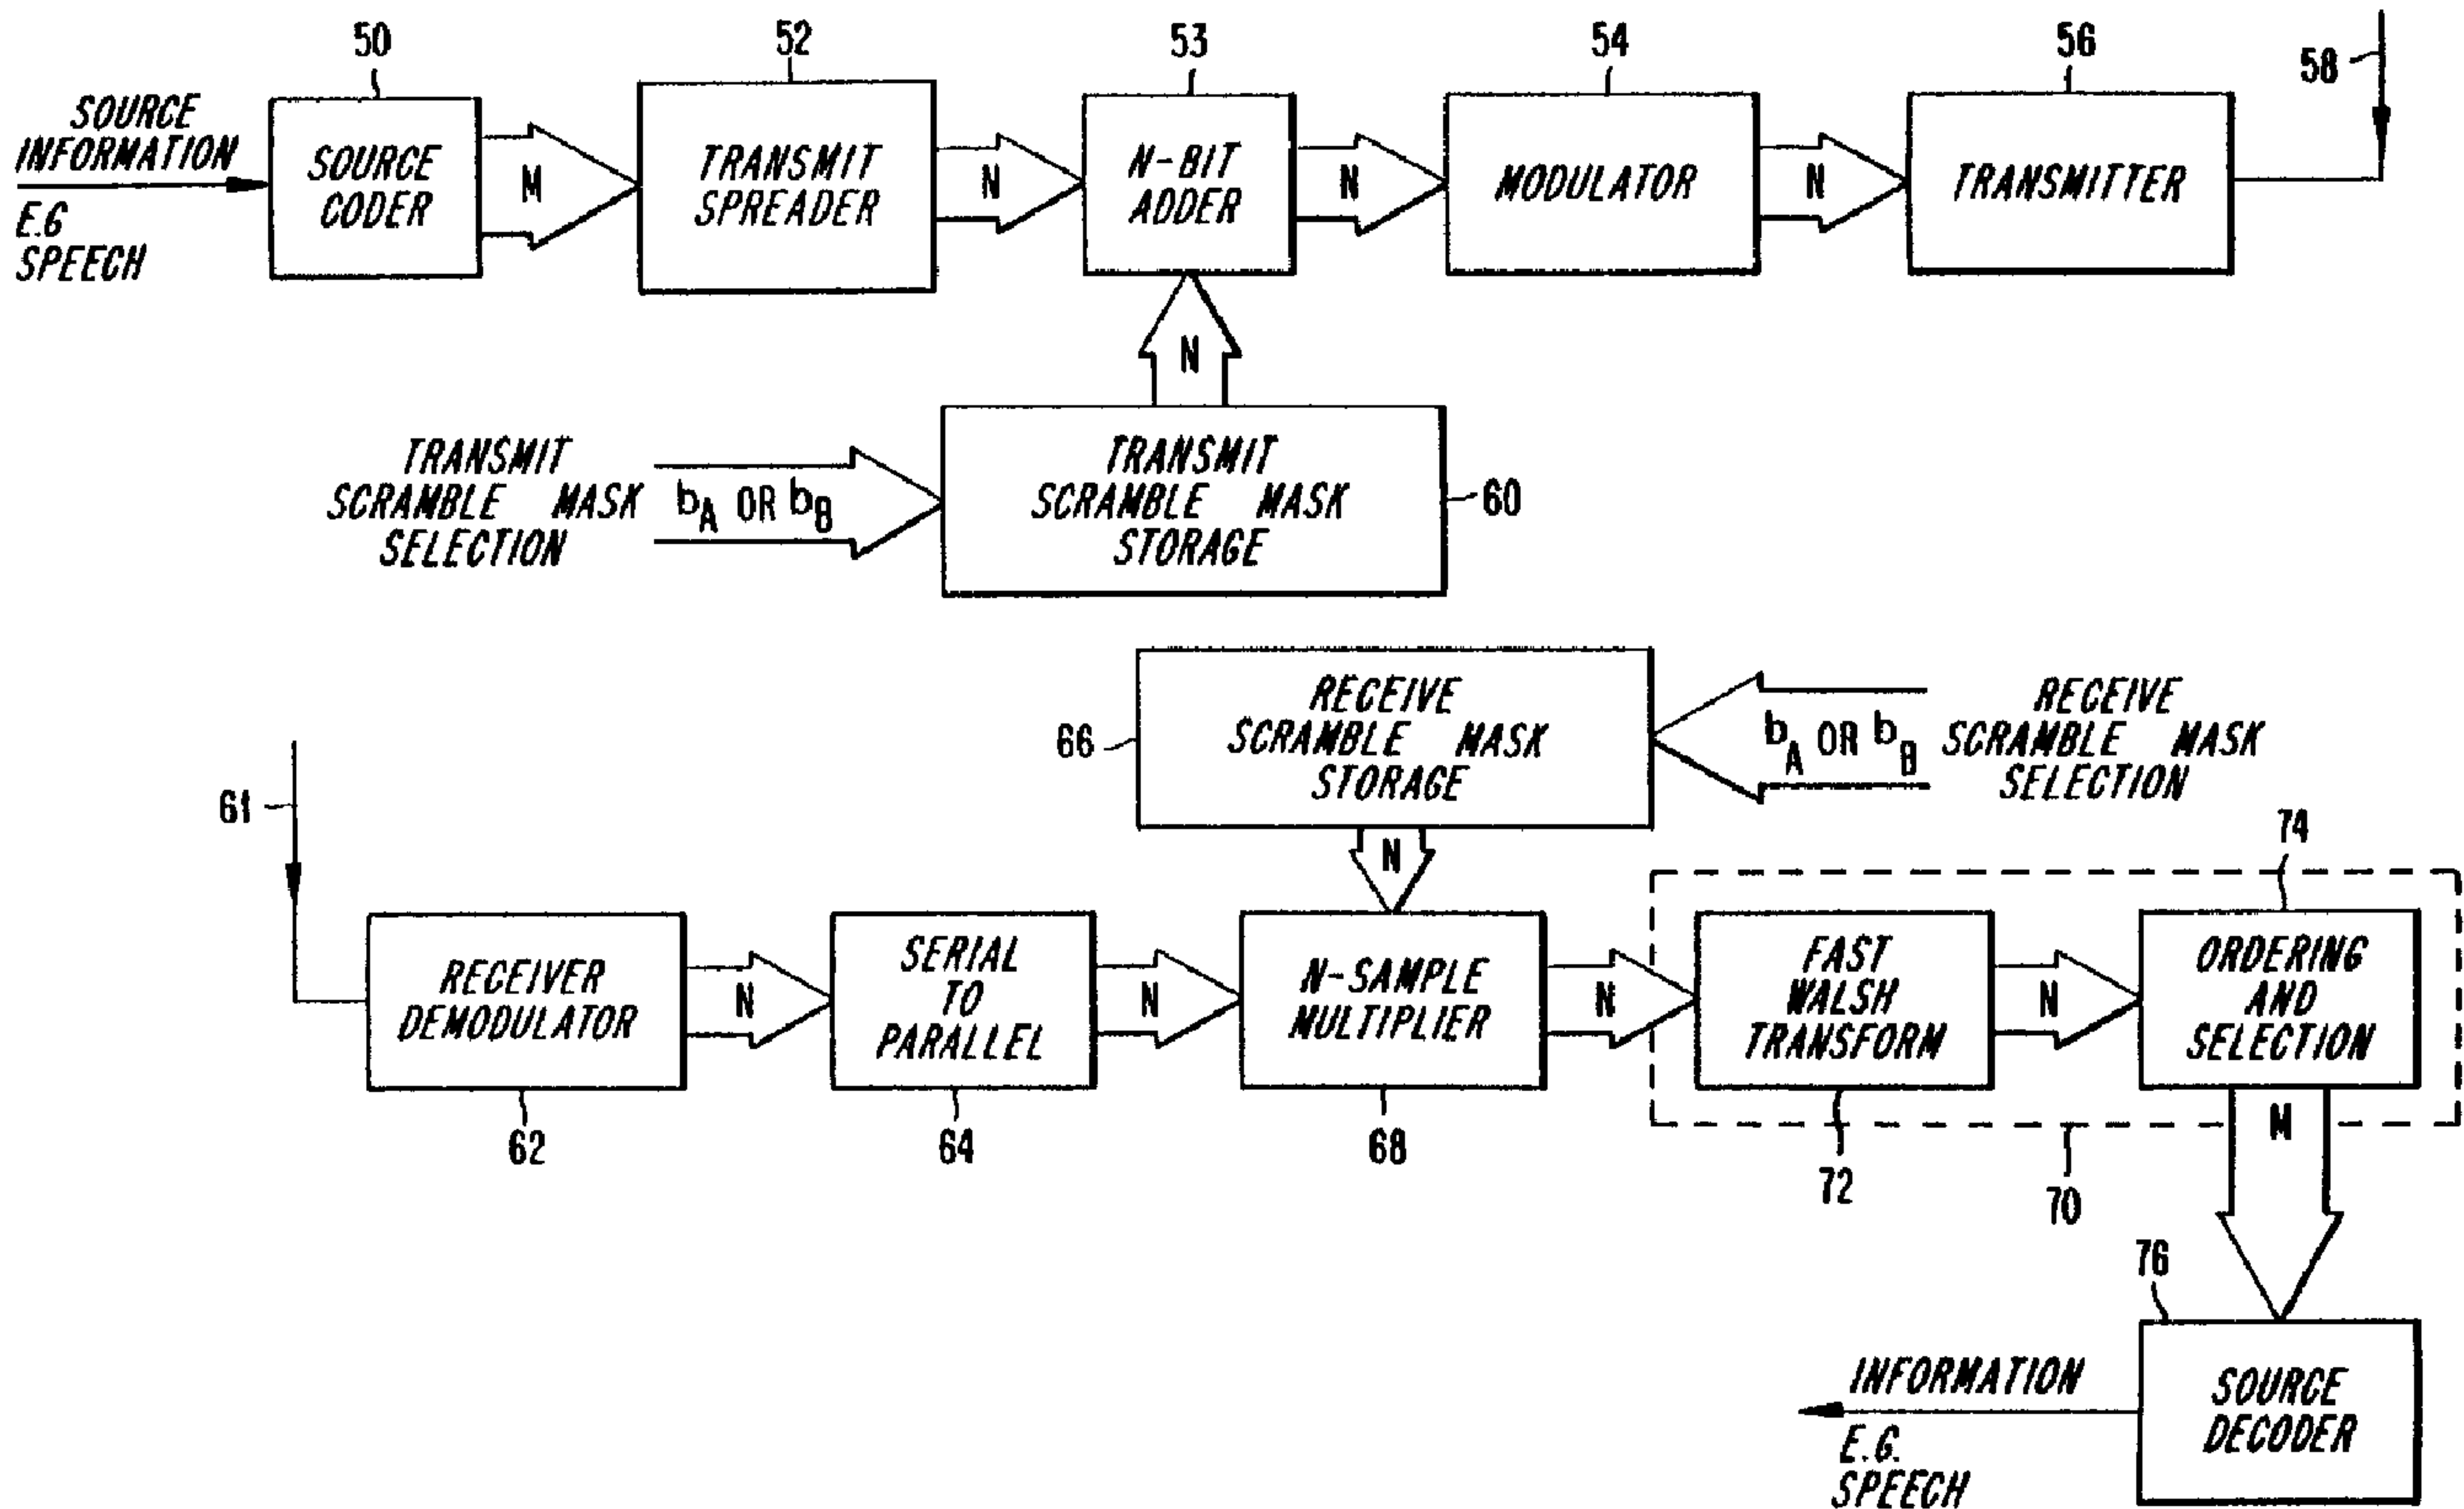 50
52
53
54
56
58
SOURCE
INFORMATION
E.G
SPEECH
SOURCE
CODER
M
TRANSMIT
SPREADER
N
N-BIT
ADDER
N
MODULATOR
N
TRANSMITTER
N
TRANSMIT
SCRAMBLE MASK
SELECTION
bA OR bB
TRANSMIT
SCRAMBLE MASK
STORAGE
60
66
RECEIVE
SCRAMBLE MASK
STORAGE
bA OR bB
RECEIVE
SCRAMBLE MASK
SELECTION
61
N
74
RECEIVER
DEMODULATOR
N
SERIAL
TO
PARALLEL
N
N-SAMPLE
MULTIPLIER
N
FAST
WALSH
TRANSFORM
N
ORDERING
AND
SELECTION
62
64
68
72
70
M
76
INFORMATION
E.G.
SPEECH
SOURCE
DECODER